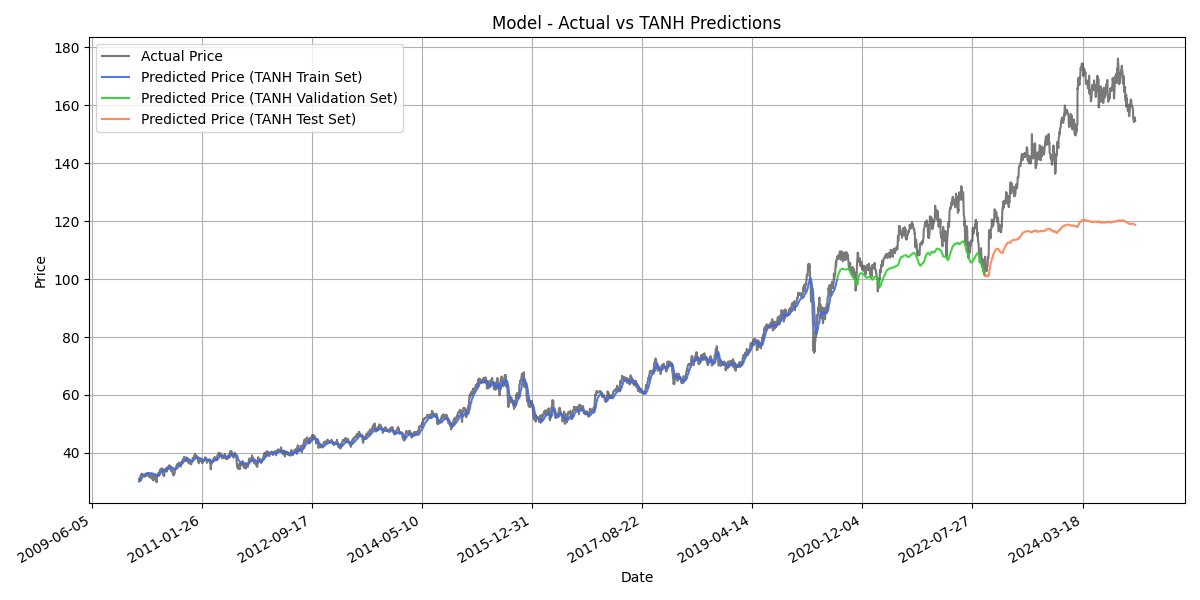 Model - Actual vs TANH Predictions
Actual Price
Predicted Price (TANH Train Set)
Predicted Price (TANH Validation Set)
Predicted Price (TANH Test Set)
180
160
140
120
100
80
60
40
Price
2009-06-05
2011-01-26
2012-09-17
2014-05-10
2015-12-31
2017-08-22
2019-04-14
2020-12-04
2022-07-27
2024-03-18
Date